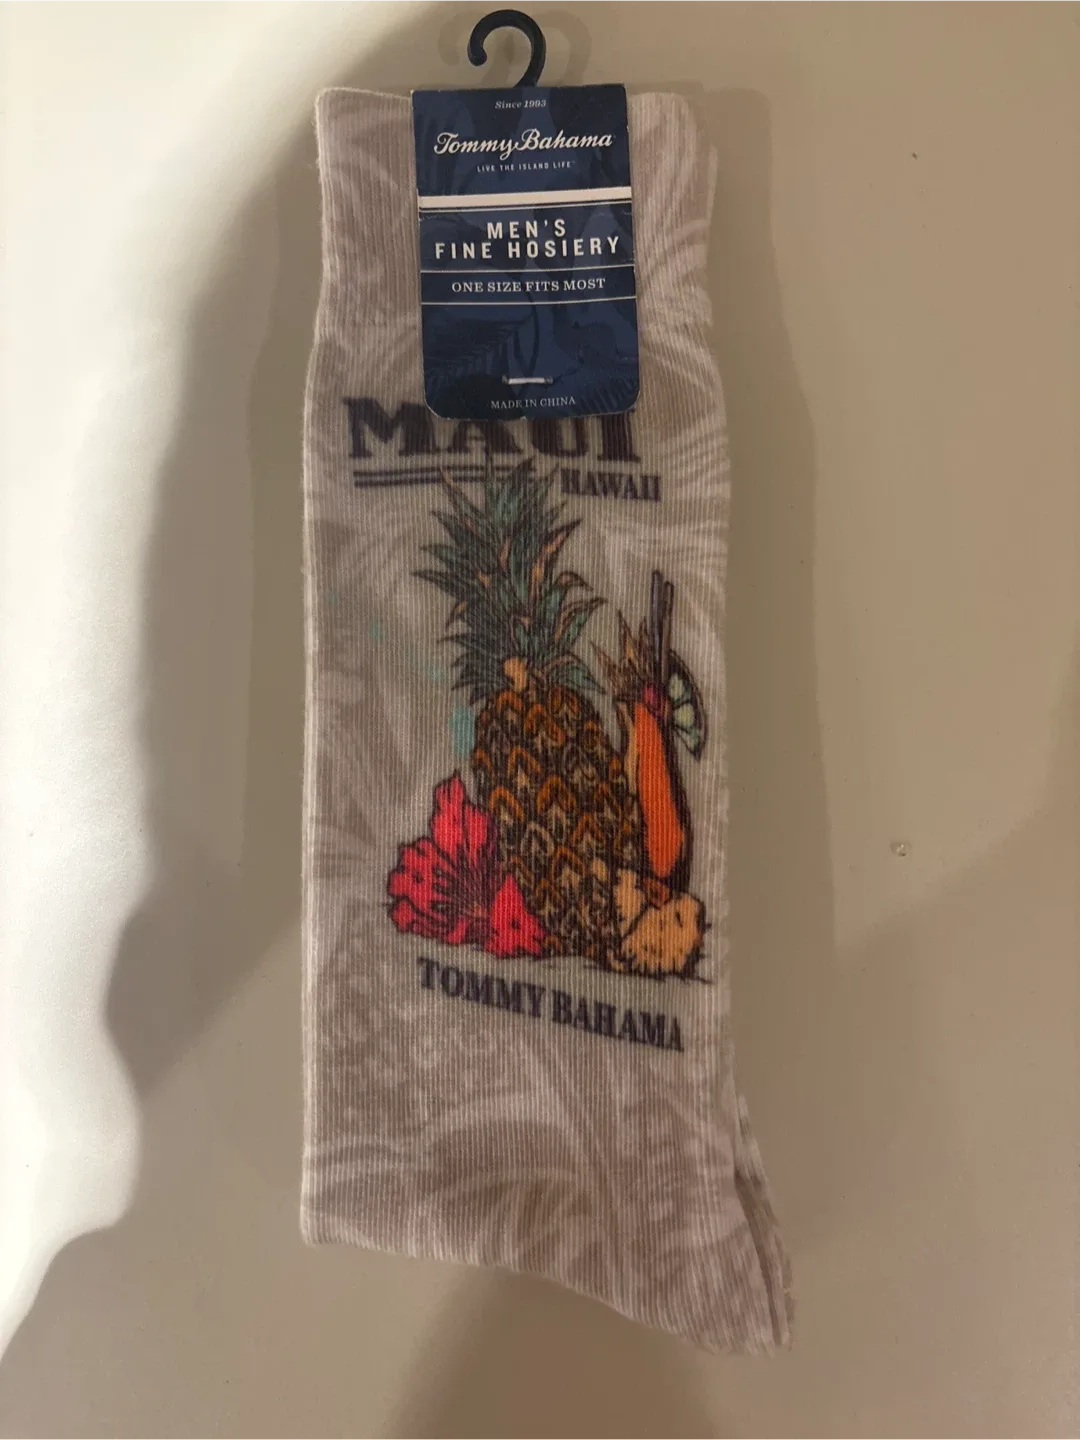 Since 1993
Tommy Bahama
LIVE THE ISLAND LIFE™
MEN'S
FINE HOSIERY
ONE SIZE FITS MOST
MADE IN CHINA
MAUI
HAWAII
TOMMY BAHAMA